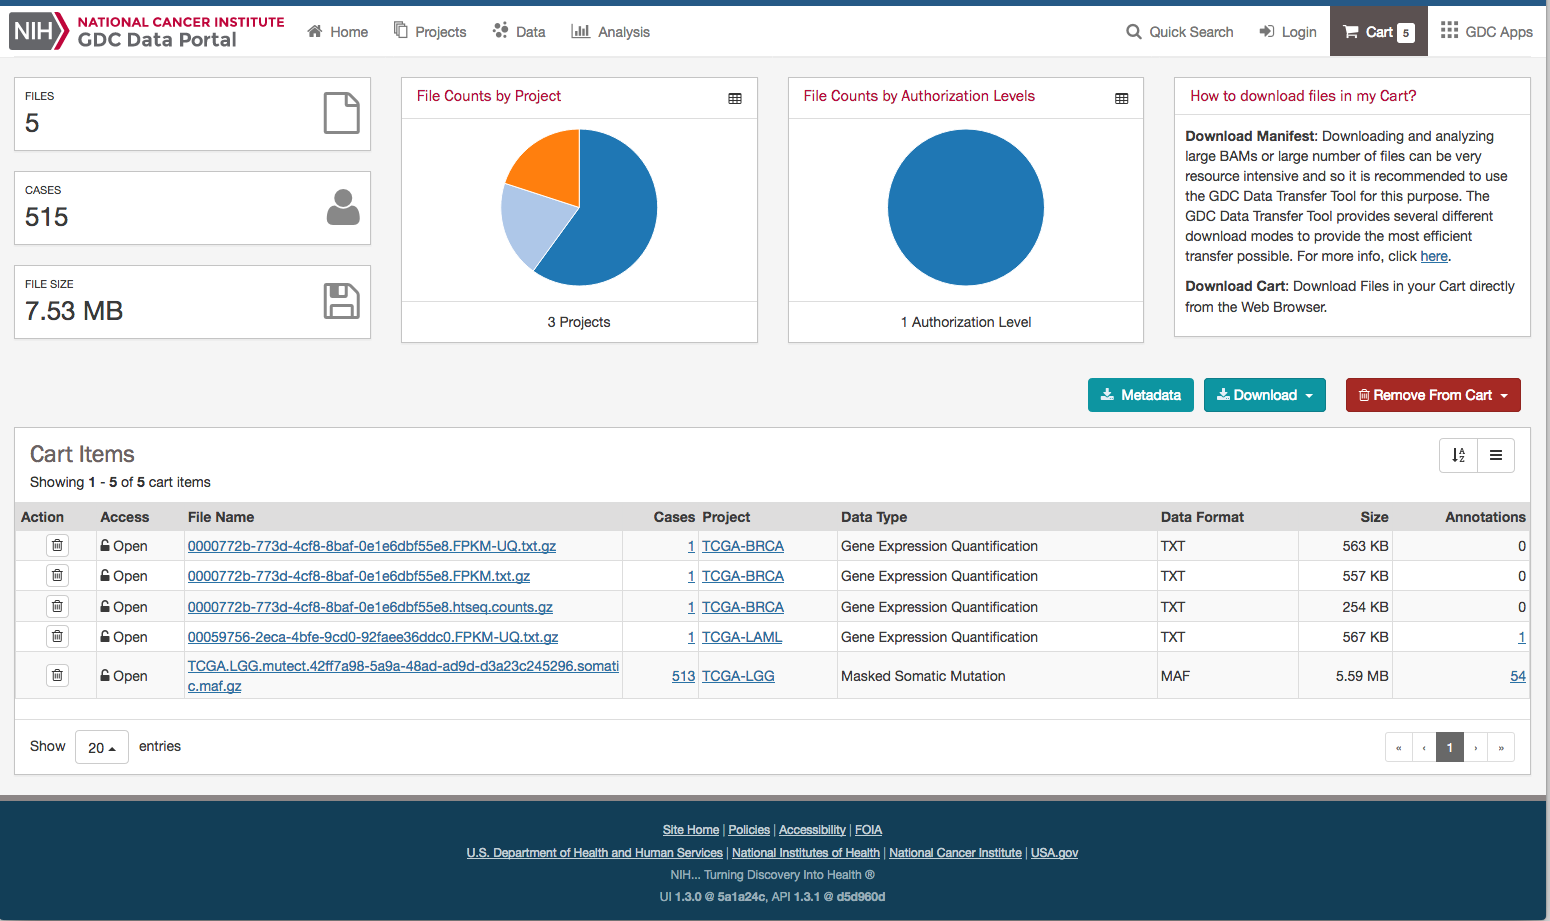 NIH NATIONAL CANCER INSTITUTE
GDC Data Portal
Home
Projects
Data
Analysis
Quick Search
Login
Cart 5
GDC Apps
FILES
5
CASES
515
FILE SIZE
7.53 MB
File Counts by Project
3 Projects
File Counts by Authorization Levels
1 Authorization Level
How to download files in my Cart?
Download Manifest: Downloading and analyzing
large BAMs or large number of files can be very
resource intensive and so it is recommended to use
the GDC Data Transfer Tool for this purpose. The
GDC Data Transfer Tool provides several different
download modes to provide the most efficient
transfer possible. For more info, click here.
Download Cart: Download Files in your Cart directly
from the Web Browser.
Metadata
Download
Remove From Cart
Cart Items
Showing 1 - 5 of 5 cart items
Action Access File Name Cases Project Data Type Data Format Size Annotations
Open 0000772b-773d-4cf8-8baf-0e1e6dbf55e8.FPKM-UQ.txt.gz 1 TCGA-BRCA Gene Expression Quantification TXT 563 KB 0
Open 0000772b-773d-4cf8-8baf-0e1e6dbf55e8.FPKM.txt.gz 1 TCGA-BRCA Gene Expression Quantification TXT 557 KB 0
Open 0000772b-773d-4cf8-8baf-0e1e6dbf55e8.htseq.counts.gz 1 TCGA-BRCA Gene Expression Quantification TXT 254 KB 0
Open 00059756-2eca-4bfe-9cd0-92faee36ddc0.FPKM-UQ.txt.gz 1 TCGA-LAML Gene Expression Quantification TXT 567 KB 1
Open TCGA.LGG.mutect.42ff7a98-5a9a-48ad-ad9d-d3a23c245296.somati
c.maf.gz 513 TCGA-LGG Masked Somatic Mutation MAF 5.59 MB 54
Show 20 entries
« ‹ 1 › »
Site Home | Policies | Accessibility | FOIA
U.S. Department of Health and Human Services | National Institutes of Health | National Cancer Institute | USA.gov
NIH... Turning Discovery Into Health ®
UI 1.3.0 @ 5a1a24c, API 1.3.1 @ d5d960d